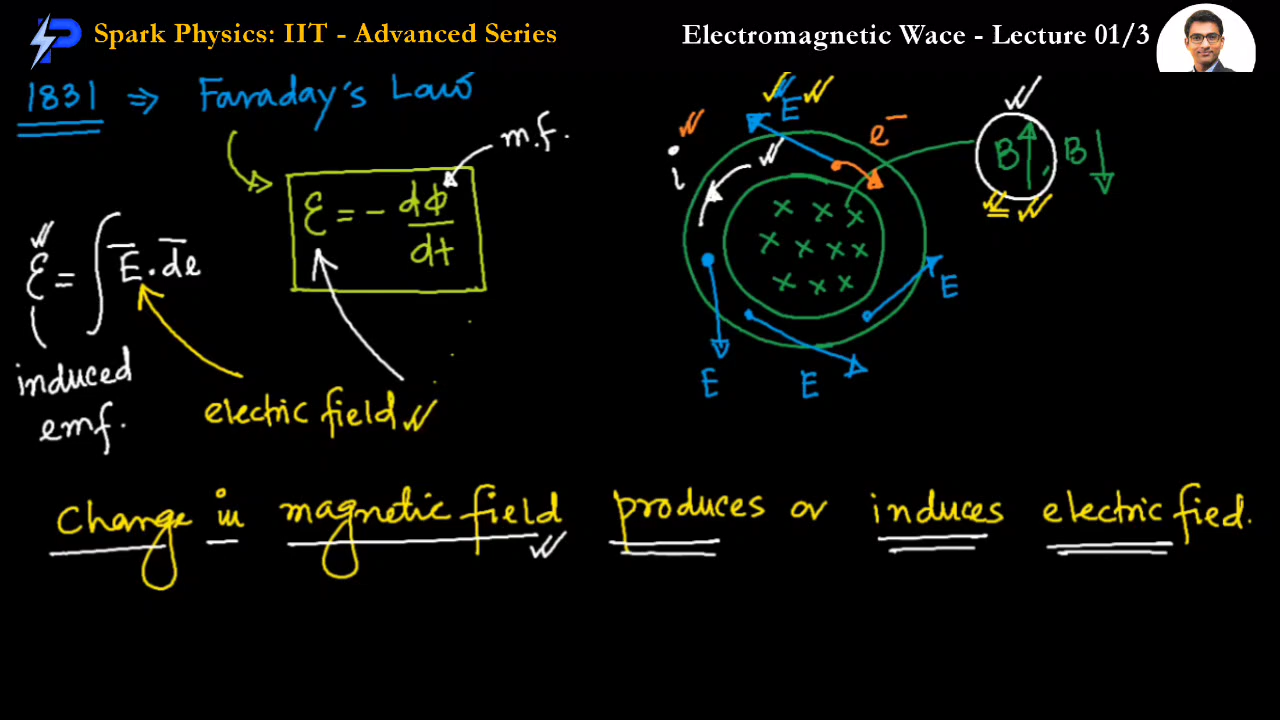 Spark Physics: IIT - Advanced Series
Electromagnetic Wace - Lecture 01/3
1831 ⇒ Faraday's Law
m.f.
ℰ = - dϕ/dt
ℰ = ∫ E̅ . d̅e̅
induced
emf.
electric field
E
e⁻
i
B ↑, B ↓
x x x
x x x x
x x x
E
E
E
Change in magnetic field produces or induces electric fied.